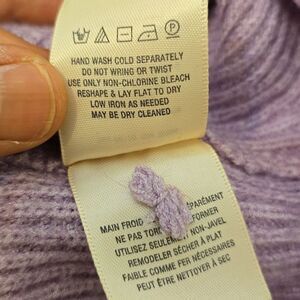 HAND WASH COLD SEPARATELY
DO NOT WRING OR TWIST
USE ONLY NON-CHLORINE BLEACH
RESHAPE & LAY FLAT TO DRY
LOW IRON AS NEEDED
MAY BE DRY CLEANED
MAIN FROID
NE PAS
UTILISEZ SEULEMENT NON-JAVEL
REMODELER SÉCHER À PLAT
FAIBLE COMME FER NÉCESSAIRES
PEUT ÊTRE NETTOYER À SEC